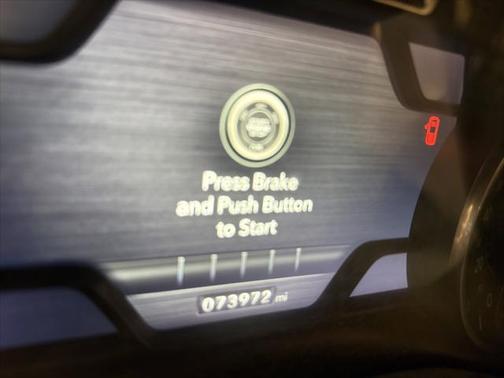 Press Brake
and Push Button
to Start
073972 mi